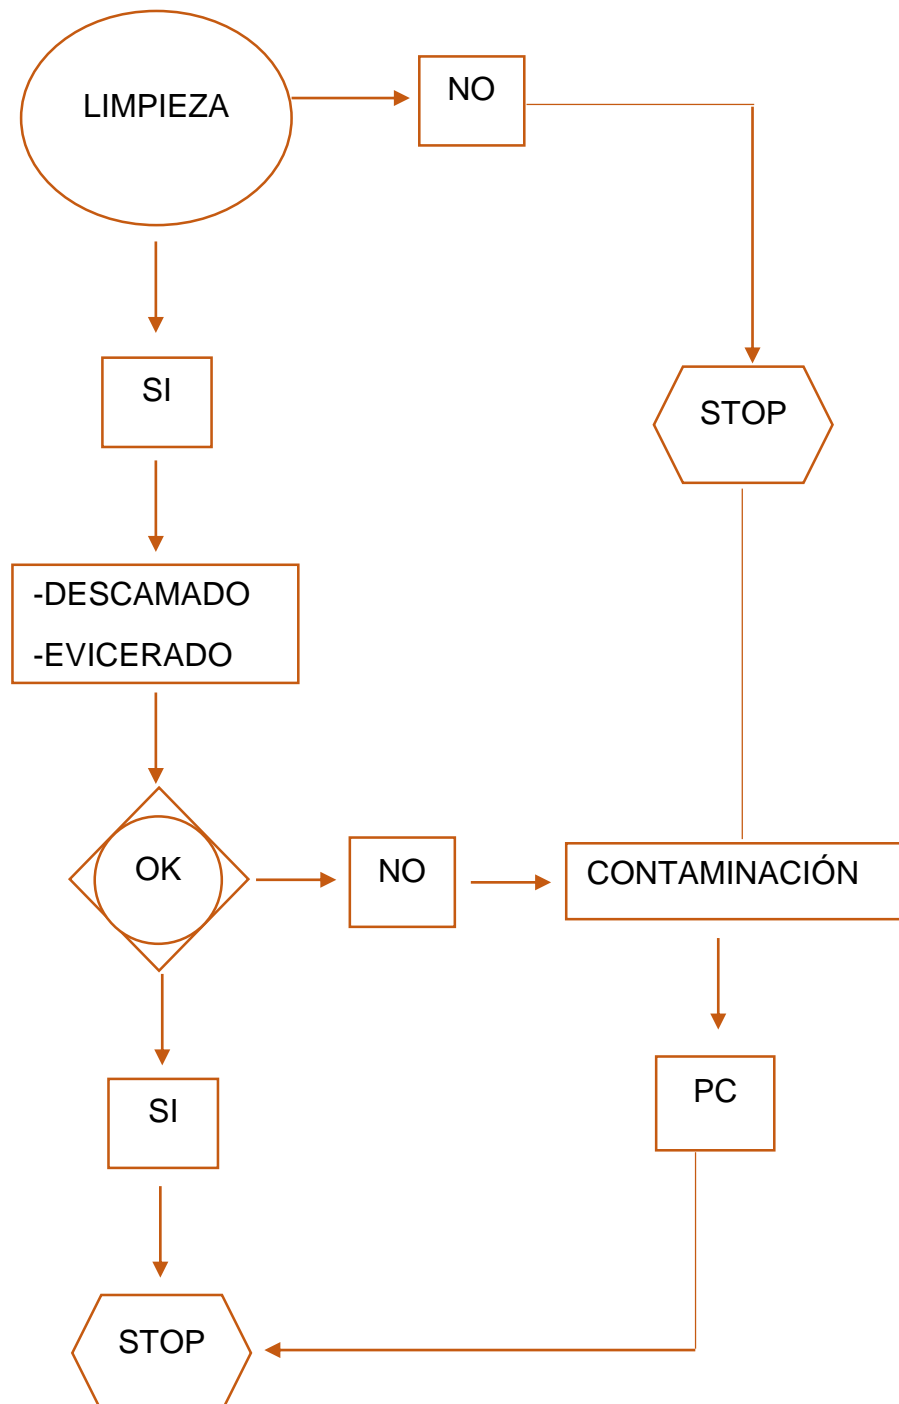 LIMPIEZA
NO
SI
STOP
-DESCAMADO
-EVICERADO
OK
NO
CONTAMINACIÓN
SI
PC
STOP